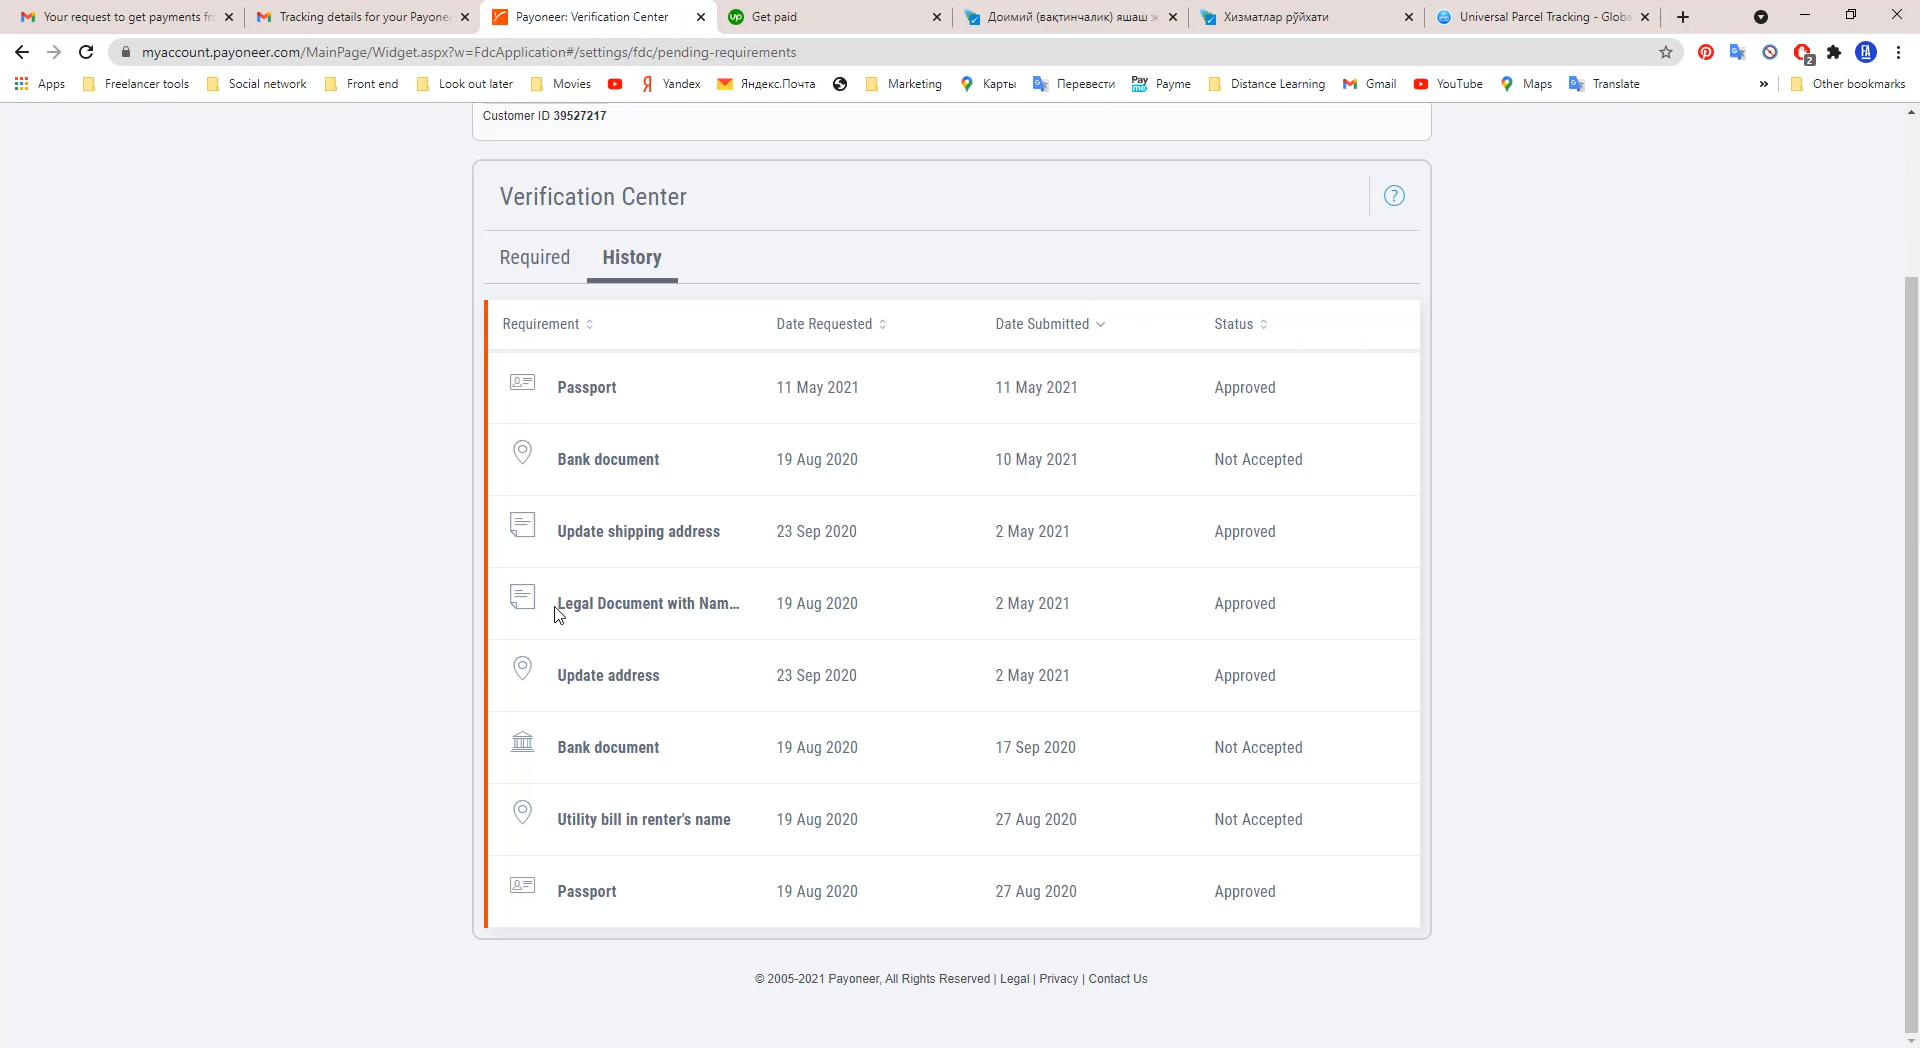 Your request to get payments fr
Tracking details for your Payone
Payoneer: Verification Center
Get paid
Доимий (вақтинчалик) яшаш ж
Хизматлар рўйхати
Universal Parcel Tracking - Globa
myaccount.payoneer.com/MainPage/Widget.aspx?w=FdcApplication#/settings/fdc/pending-requirements
2
FA
Apps
Freelancer tools
Social network
Front end
Look out later
Movies
Yandex
Яндекс.Почта
Marketing
Карты
Перевести
Pay me
Payme
Distance Learning
Gmail
YouTube
Maps
Translate
»
Other bookmarks
Customer ID 39527217
Verification Center
?
Required History
Requirement Date Requested Date Submitted Status
Passport 11 May 2021 11 May 2021 Approved
Bank document 19 Aug 2020 10 May 2021 Not Accepted
Update shipping address 23 Sep 2020 2 May 2021 Approved
Legal Document with Nam... 19 Aug 2020 2 May 2021 Approved
Update address 23 Sep 2020 2 May 2021 Approved
Bank document 19 Aug 2020 17 Sep 2020 Not Accepted
Utility bill in renter's name 19 Aug 2020 27 Aug 2020 Not Accepted
Passport 19 Aug 2020 27 Aug 2020 Approved
© 2005-2021 Payoneer, All Rights Reserved | Legal | Privacy | Contact Us